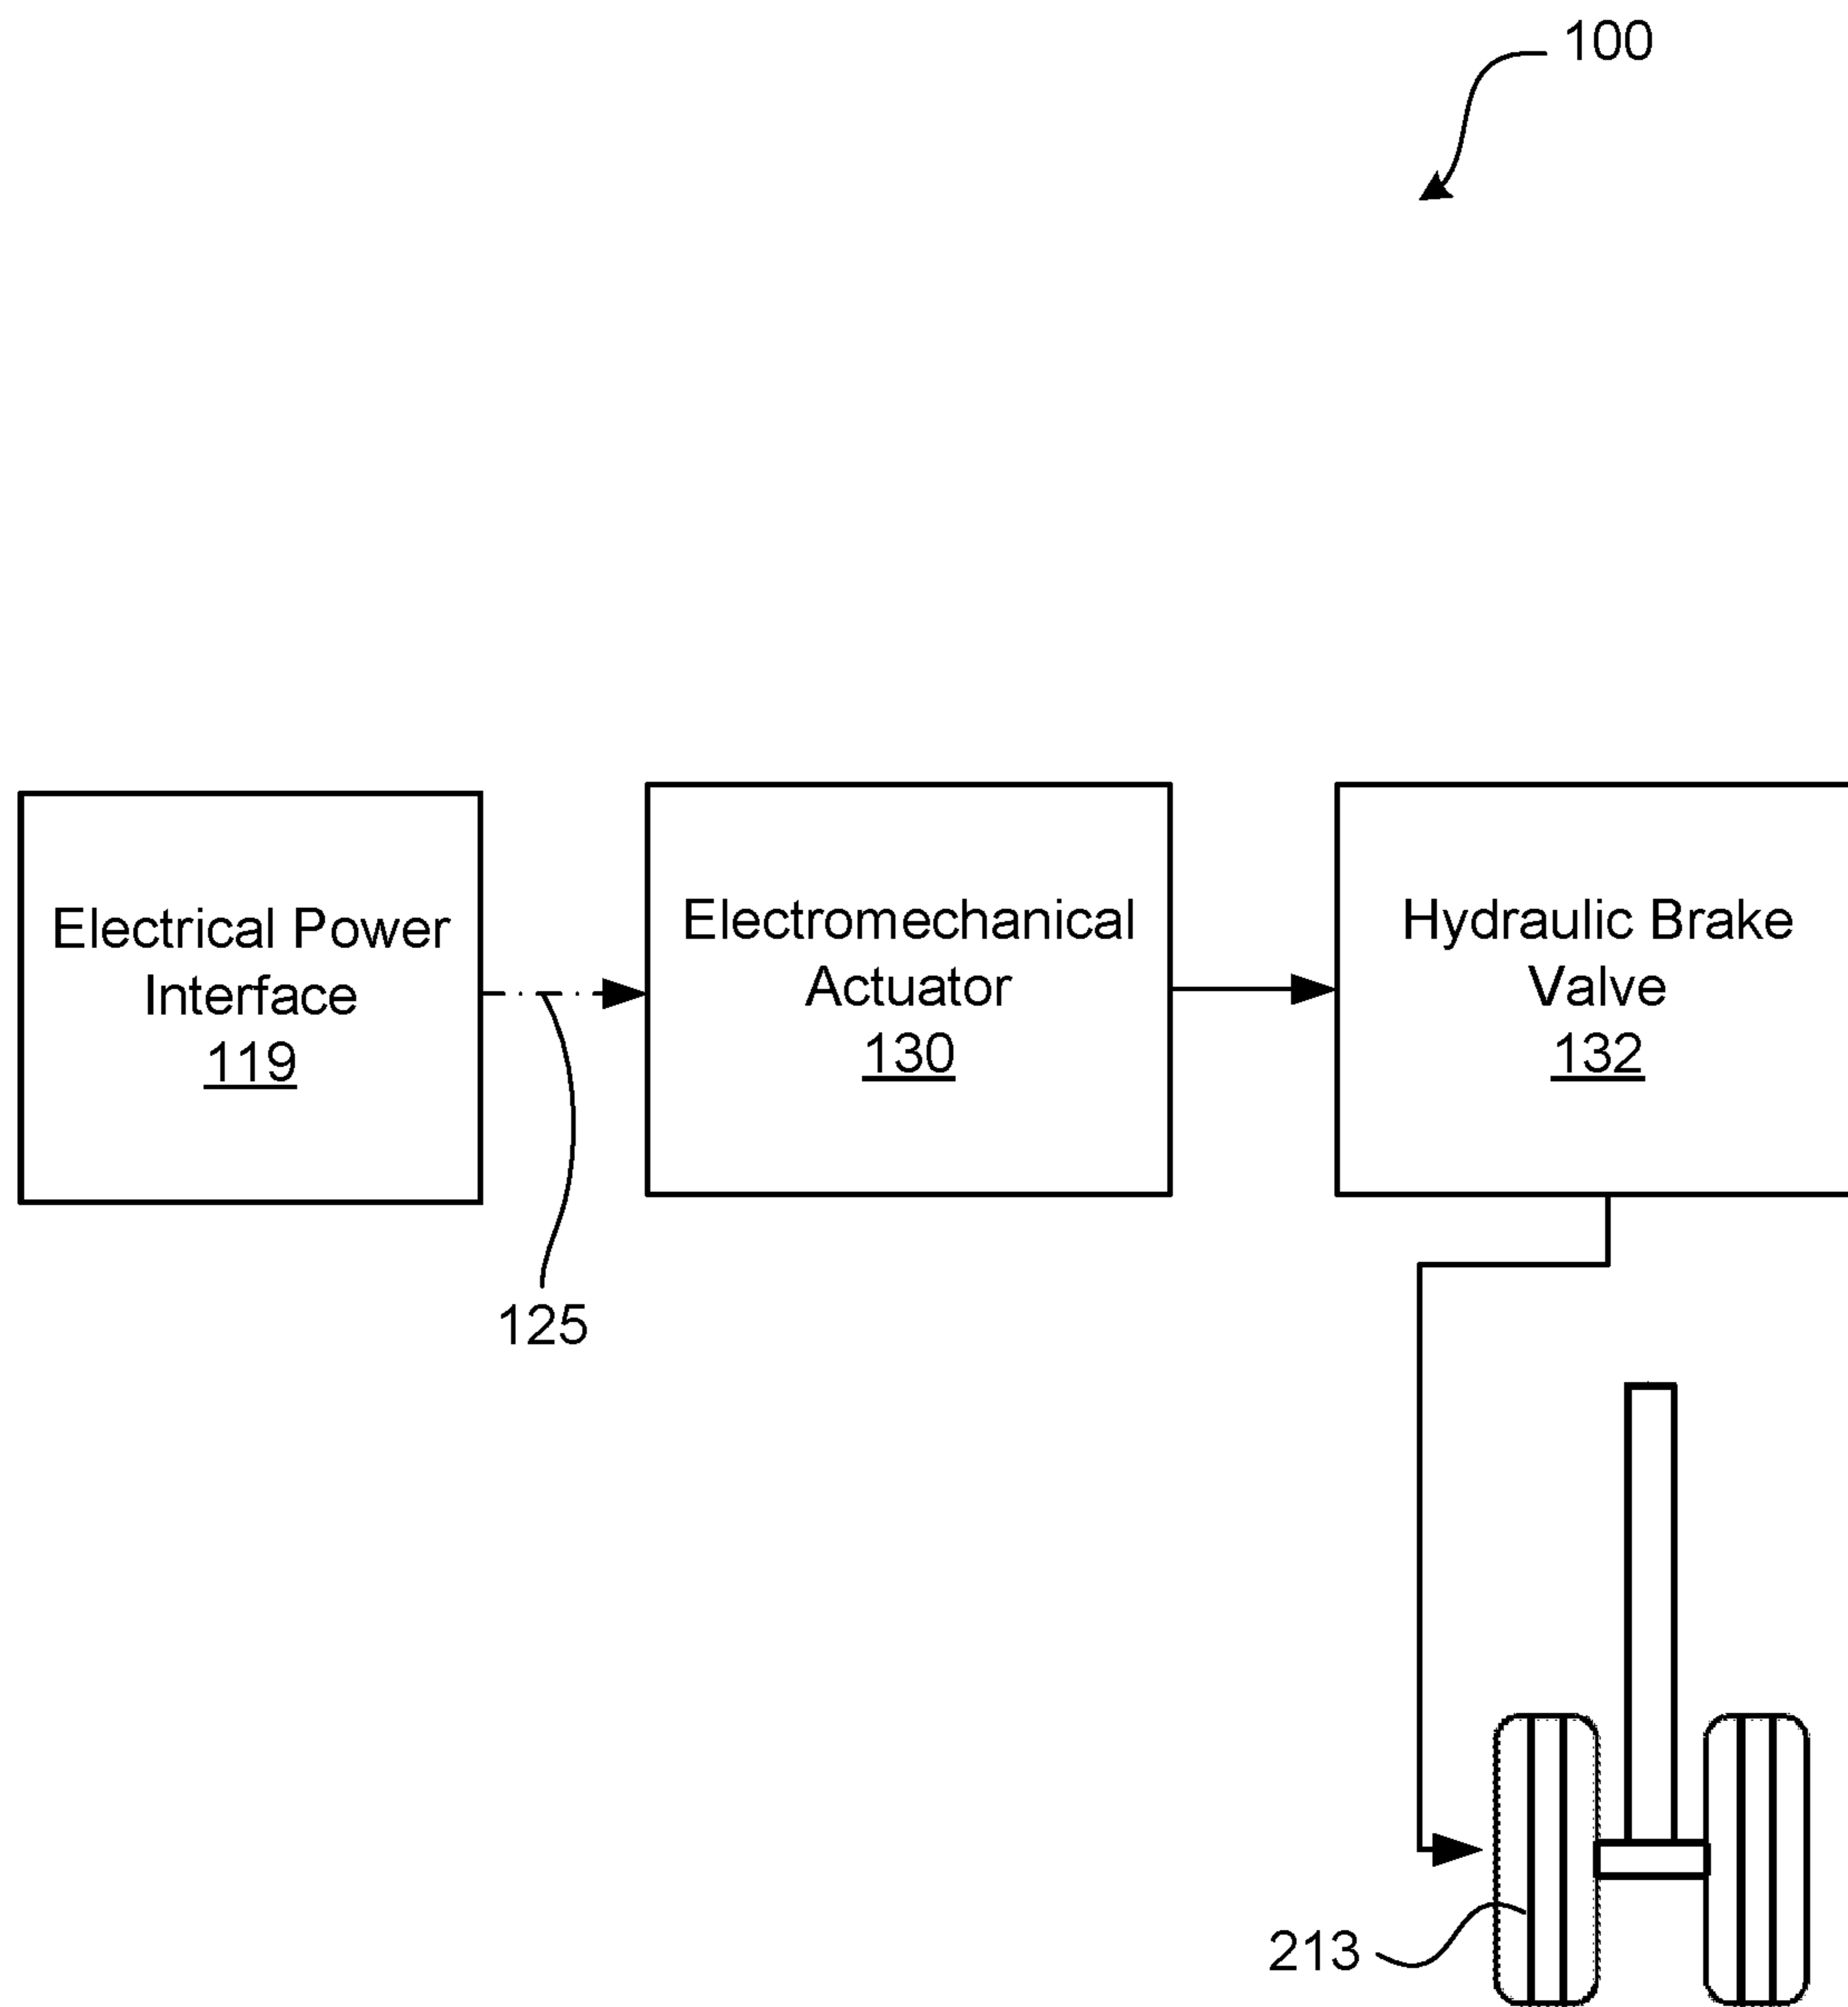 100
Electrical Power
Interface
119
Electromechanical
Actuator
130
Hydraulic Brake
Valve
132
125
213